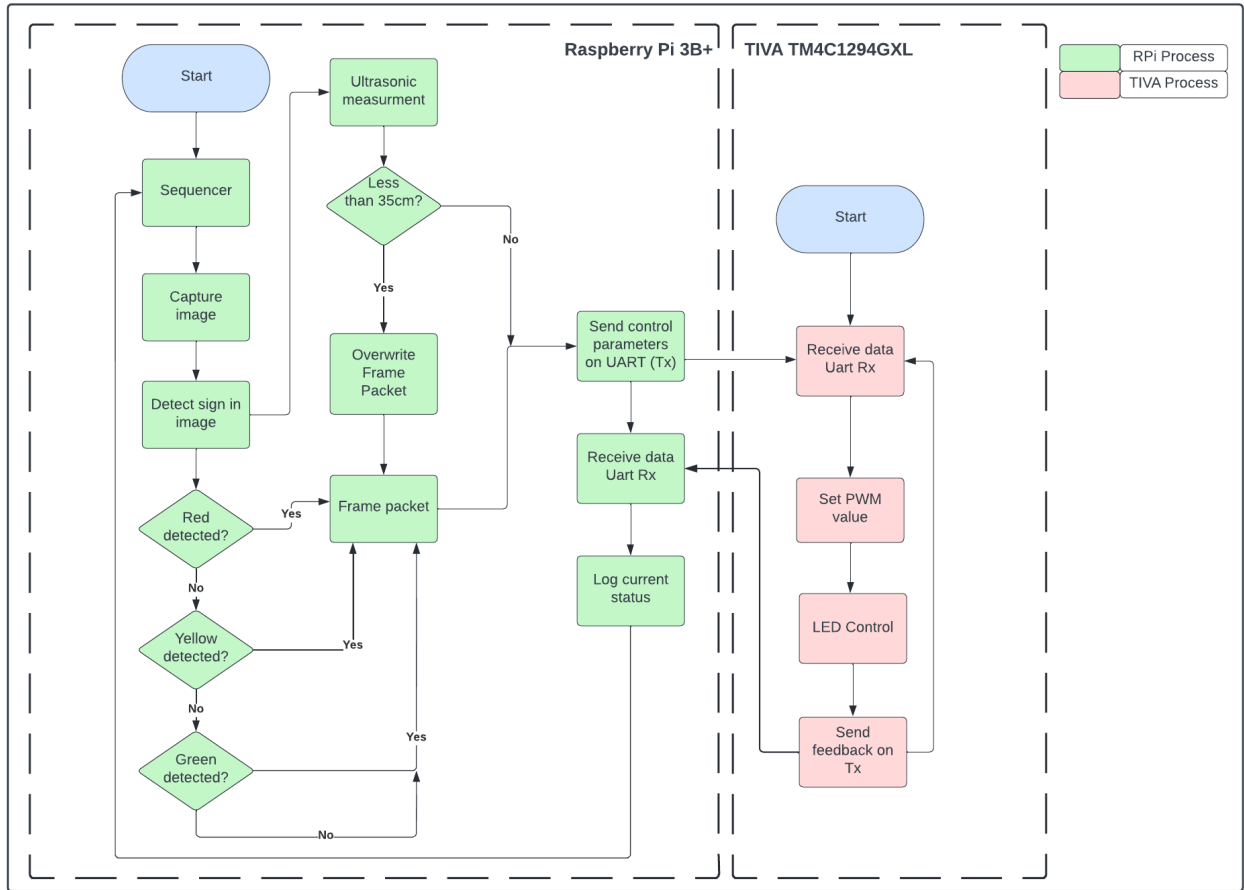 Raspberry Pi 3B+
TIVA TM4C1294GXL
RPi Process
TIVA Process
Start
Sequencer
Capture
image
Detect sign in
image
Red
detected?
Yes
No
Yellow
detected?
Yes
No
Green
detected?
Yes
No
Ultrasonic
measurment
Less
than 35cm?
No
Yes
Overwrite
Frame
Packet
Frame packet
Send control
parameters
on UART (Tx)
Receive data
Uart Rx
Log current
status
Start
Receive data
Uart Rx
Set PWM
value
LED Control
Send
feedback on
Tx